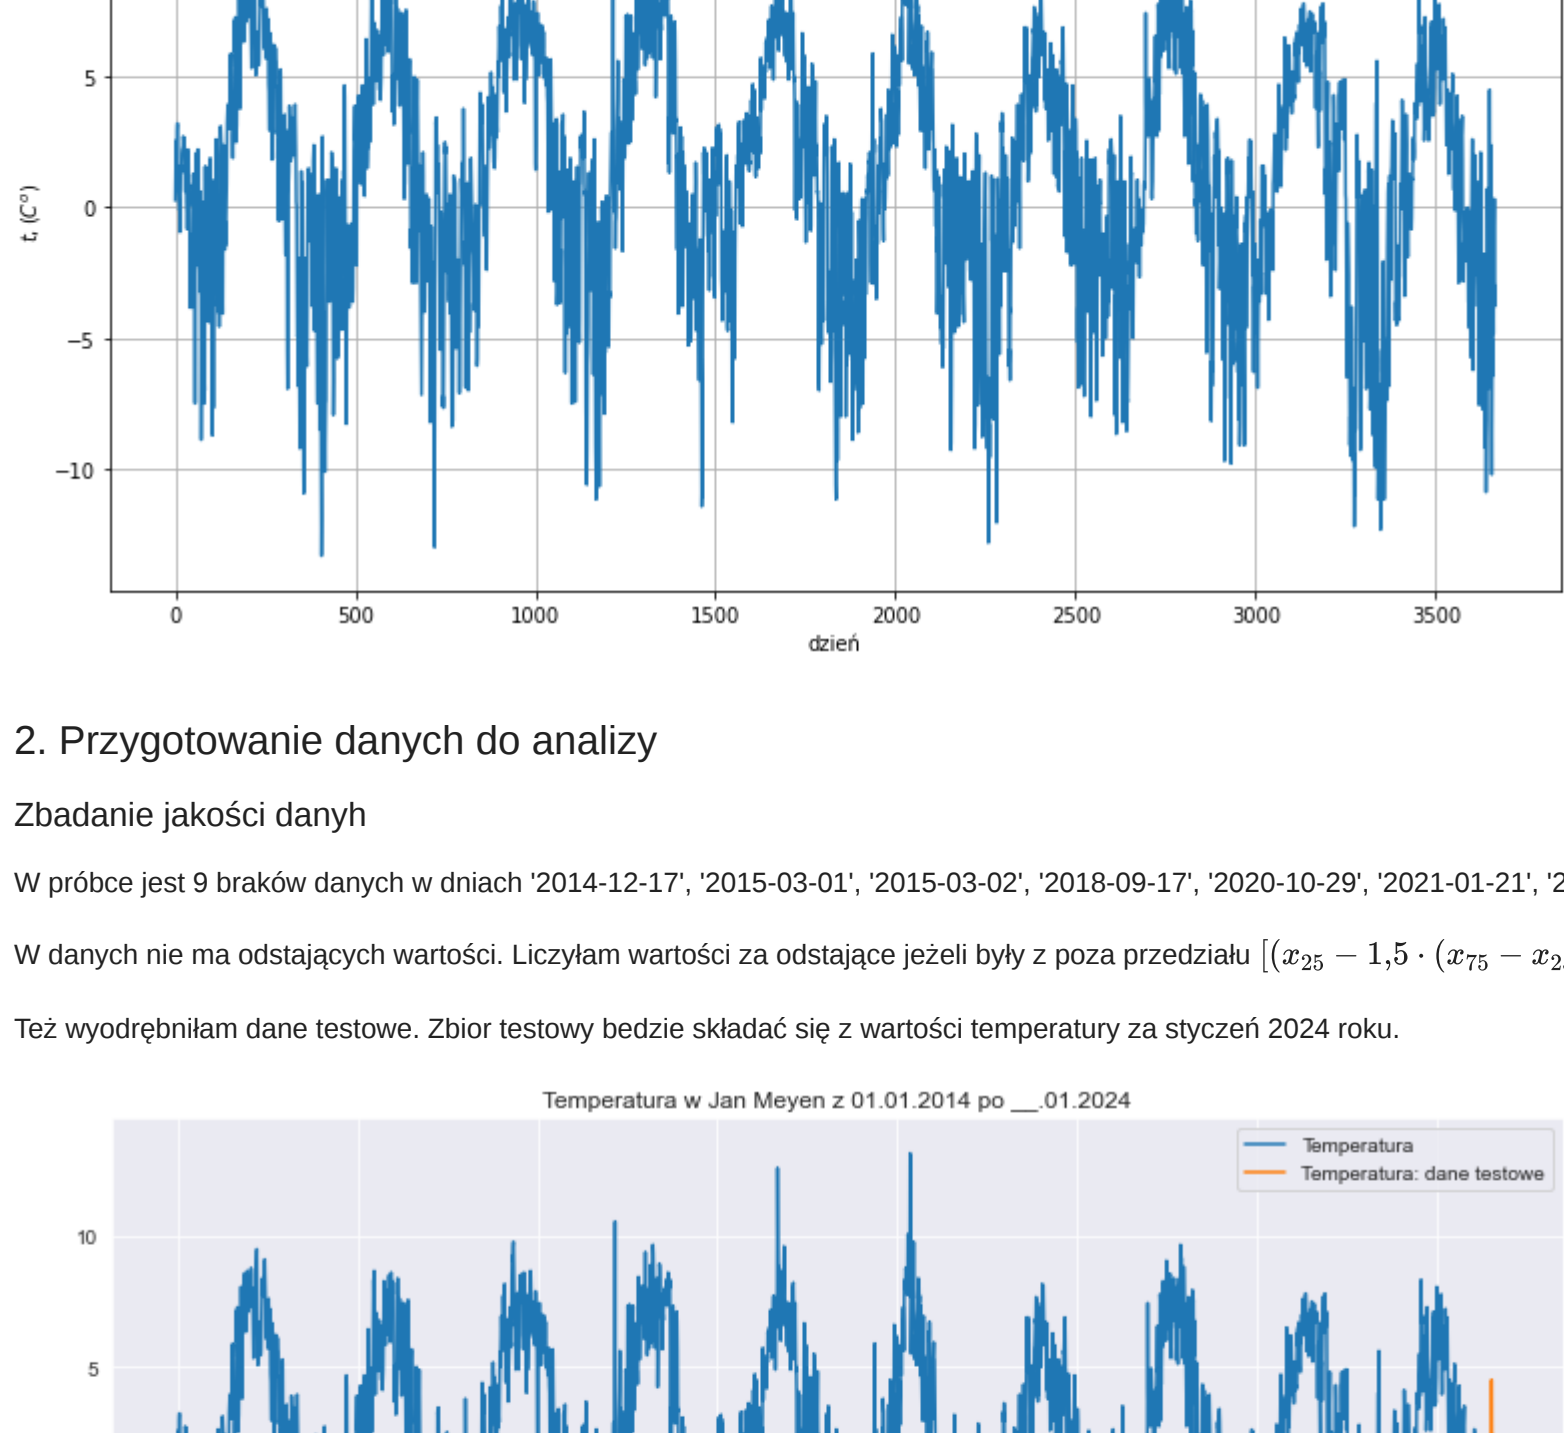 5
0
−5
−10
t, (C°)
0 500 1000 1500 2000 2500 3000 3500
dzień
2. Przygotowanie danych do analizy
Zbadanie jakości danyh
W próbce jest 9 braków danych w dniach '2014-12-17', '2015-03-01', '2015-03-02', '2018-09-17', '2020-10-29', '2021-01-21', '2
W danych nie ma odstających wartości. Liczyłam wartości za odstające jeżeli były z poza przedziału [(x₂₅ − 1,5 · (x₇₅ − x₂
Też wyodrębniłam dane testowe. Zbior testowy bedzie składać się z wartości temperatury za styczeń 2024 roku.
Temperatura w Jan Meyen z 01.01.2014 po __.01.2024
Temperatura
Temperatura: dane testowe
10
5